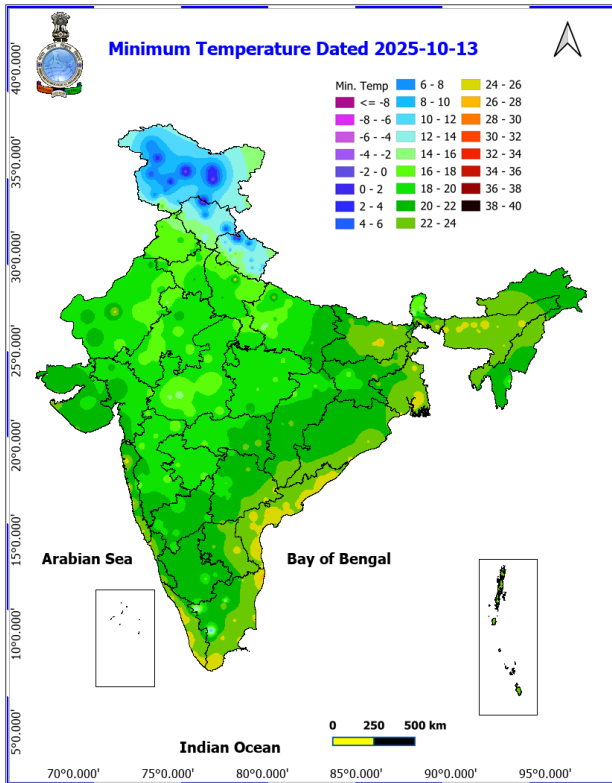 Minimum Temperature Dated 2025-10-13
Min. Temp
<= -8
-8 - -6
-6 - -4
-4 - -2
-2 - 0
0 - 2
2 - 4
4 - 6
6 - 8
8 - 10
10 - 12
12 - 14
14 - 16
16 - 18
18 - 20
20 - 22
22 - 24
24 - 26
26 - 28
28 - 30
30 - 32
32 - 34
34 - 36
36 - 38
38 - 40
40°0.000'
35°0.000'
30°0.000'
25°0.000'
20°0.000'
15°0.000'
10°0.000'
5°0.000'
Arabian Sea
Bay of Bengal
Indian Ocean
0 250 500 km
70°0.000' 75°0.000' 80°0.000' 85°0.000' 90°0.000' 95°0.000'